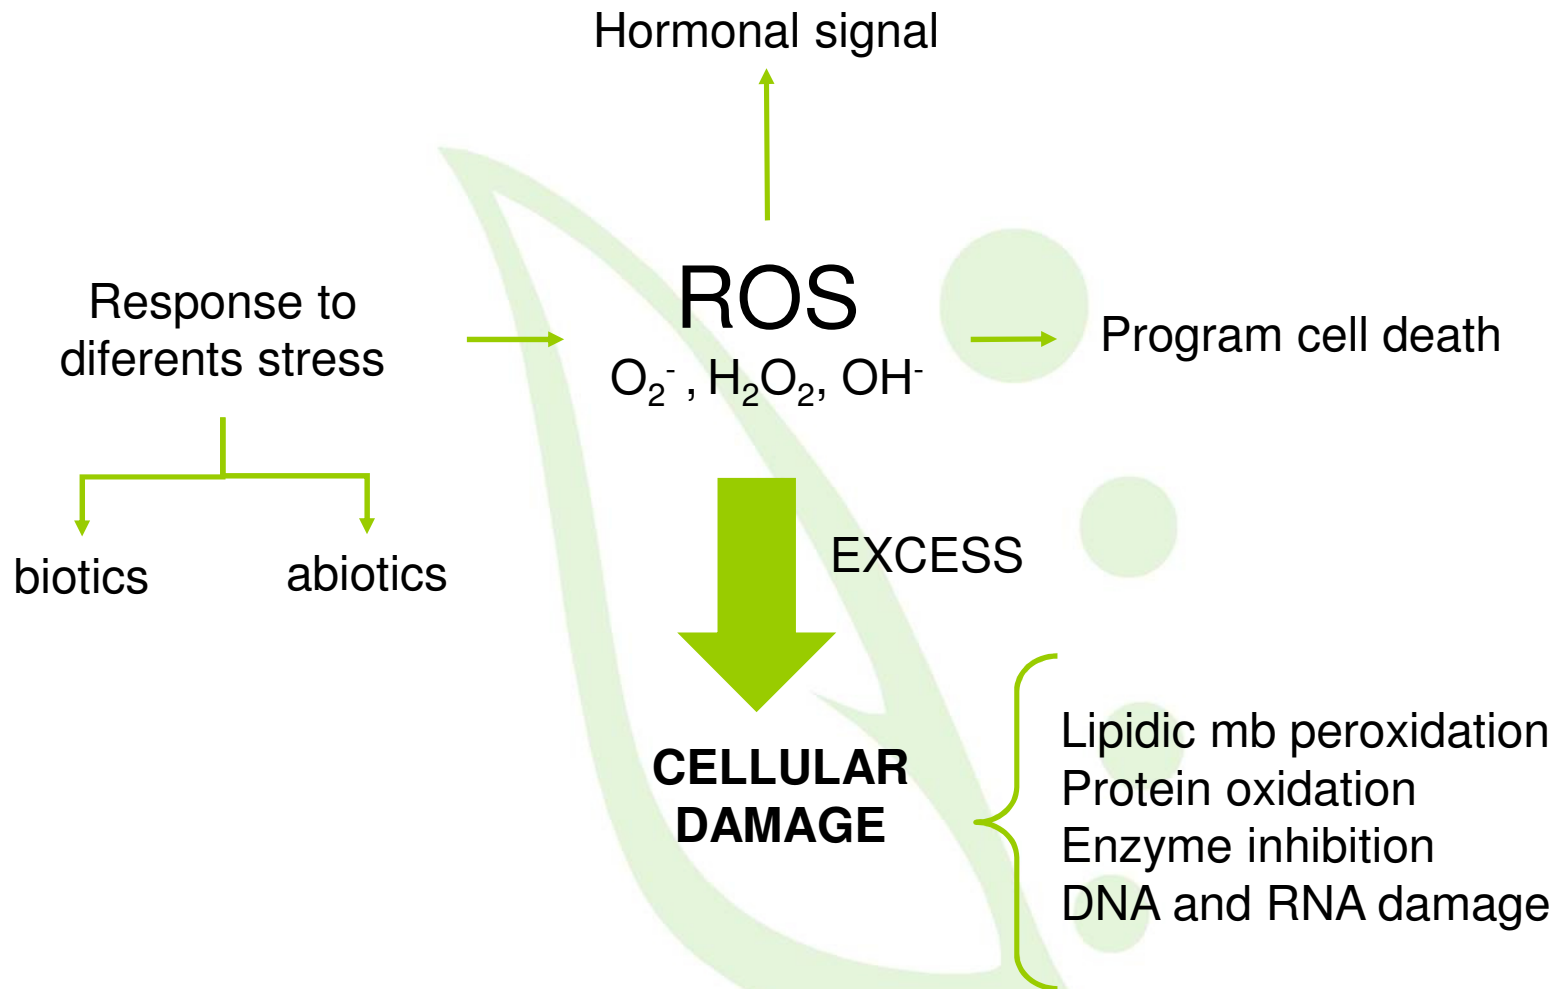 Hormonal signal
Response to
diferents stress
ROS
O₂⁻ , H₂O₂, OH⁻
Program cell death
biotics
abiotics
EXCESS
CELLULAR
DAMAGE
Lipidic mb peroxidation
Protein oxidation
Enzyme inhibition
DNA and RNA damage